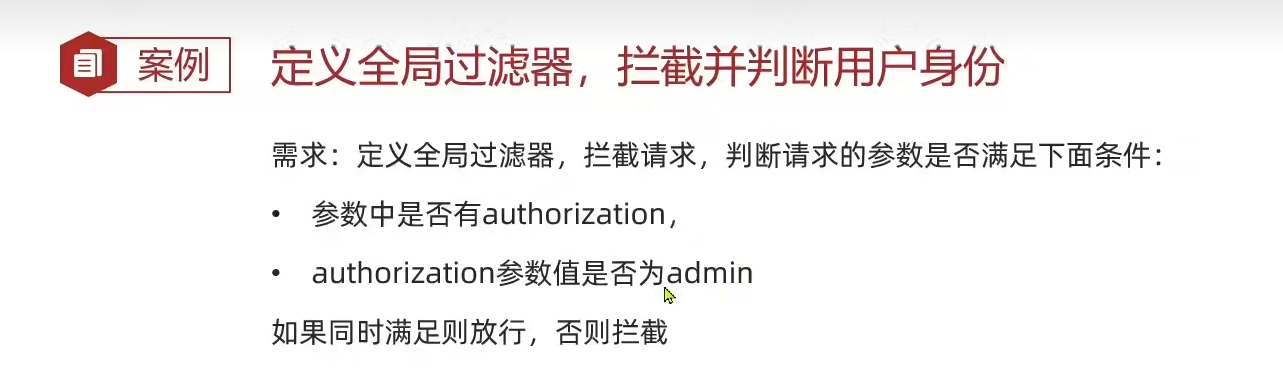 案例
定义全局过滤器，拦截并判断用户身份
需求：定义全局过滤器，拦截请求，判断请求的参数是否满足下面条件：
• 参数中是否有authorization，
• authorization参数值是否为admin
如果同时满足则放行，否则拦截